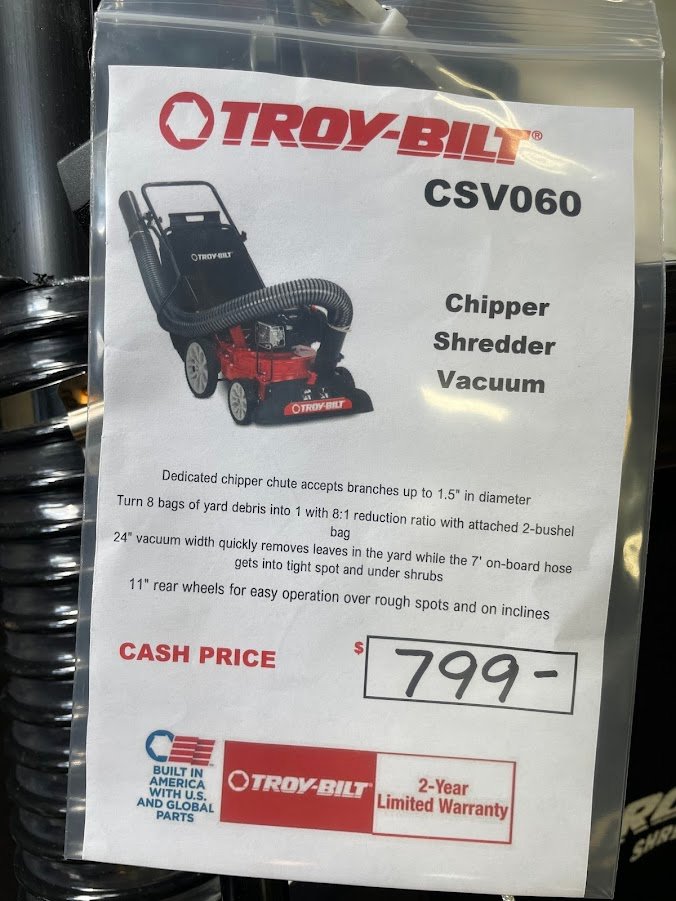 TROY-BILT®
CSV060
TROY-BILT
TROY-BILT
Chipper
Shredder
Vacuum
Dedicated chipper chute accepts branches up to 1.5" in diameter
Turn 8 bags of yard debris into 1 with 8:1 reduction ratio with attached 2-bushel
bag
24" vacuum width quickly removes leaves in the yard while the 7' on-board hose
gets into tight spot and under shrubs
11" rear wheels for easy operation over rough spots and on inclines
CASH PRICE $ 799-
BUILT IN
AMERICA
WITH U.S.
AND GLOBAL
PARTS
TROY-BILT
2-Year
Limited Warranty